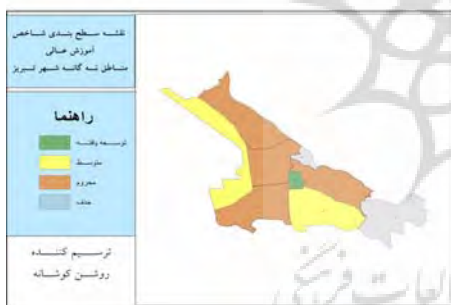 نقشه سطح بندی شاخص
آموزش عالی
مناطق نه گانه شهر تبریز
راهنما
توسعه یافته
متوسط
محروم
حذف
ترسیم کننده
روشن کوشانه